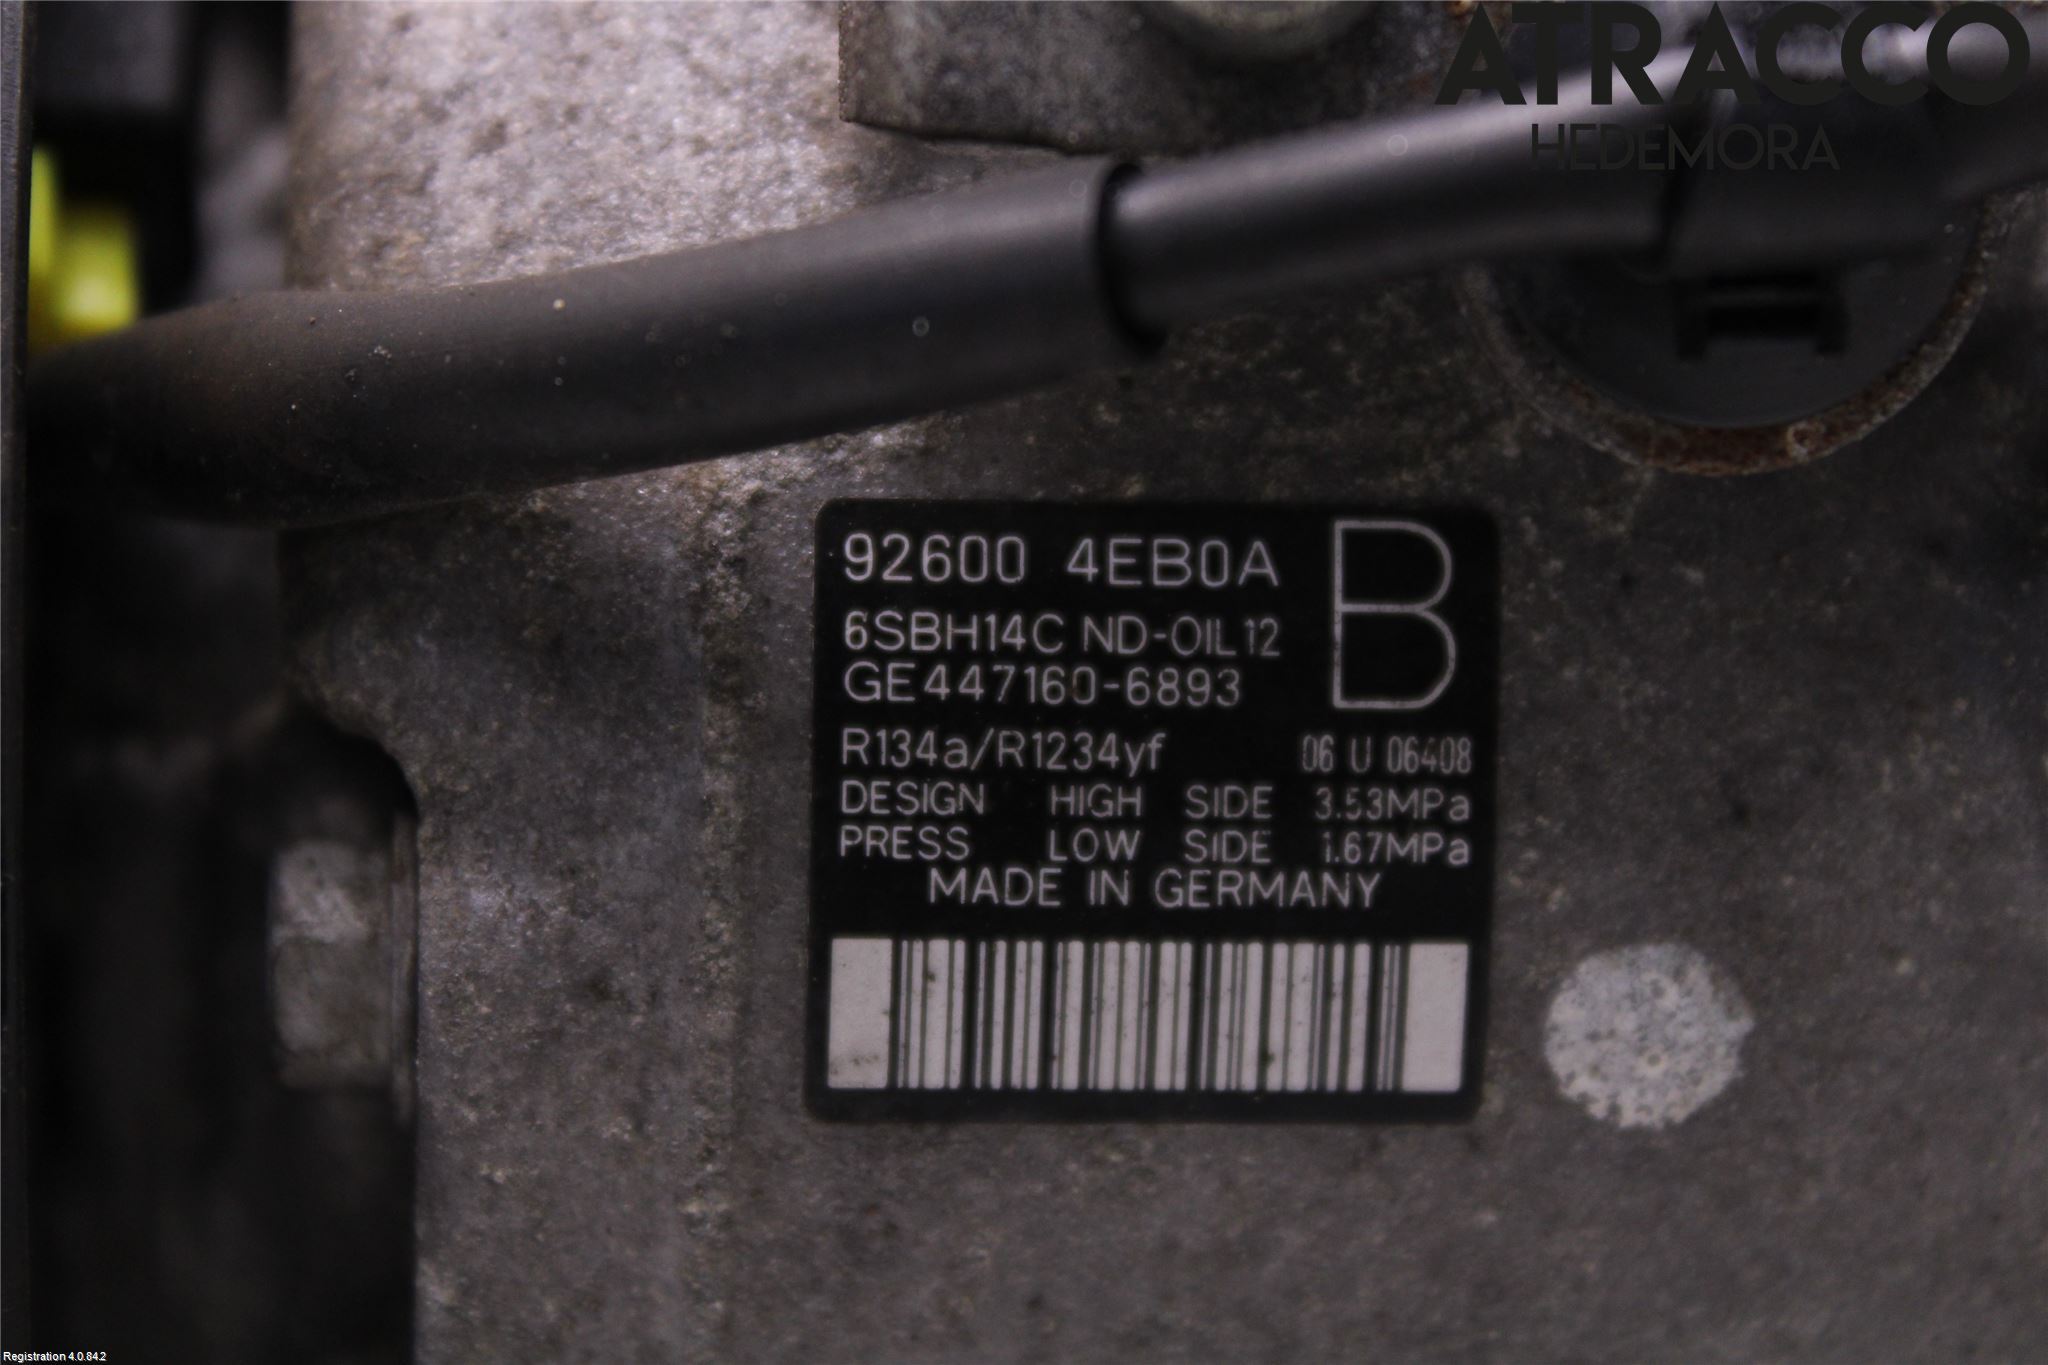 ATRACCO
HEDEMORA
92600 4EB0A B
6SBH14C ND-OIL12
GE447160-6893
R134a/R1234yf 06 U 06408
DESIGN HIGH SIDE 3.53MPa
PRESS LOW SIDE 1.67MPa
MADE IN GERMANY
Registration 4.0.84.2